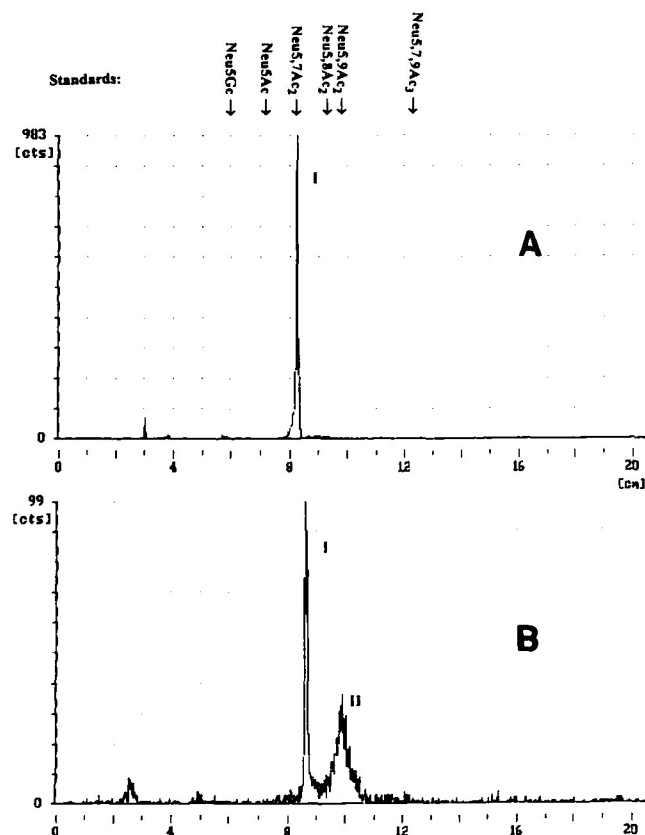 Standards:
Neu5Gc
Neu5Ac
Neu5,7Ac₂
Neu5,8Ac₂
Neu5,9Ac₂
Neu5,7,9Ac₃
983
[cts]
I
A
0
0 4 8 12 16 20
[cm]
99
[cts]
I
II
B
0
0 4 8 12 16 20